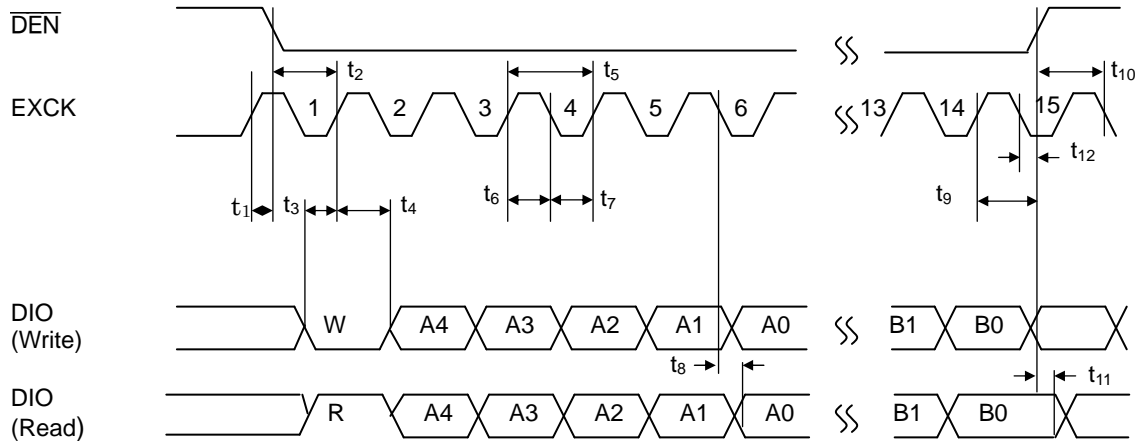 DEN
t2 t5 t10
EXCK 1 2 3 4 5 6 13 14 15
t12
t1 t3 t4 t6 t7 t9
DIO
(Write) W A4 A3 A2 A1 A0 B1 B0
t8 t11
DIO
(Read) R A4 A3 A2 A1 A0 B1 B0